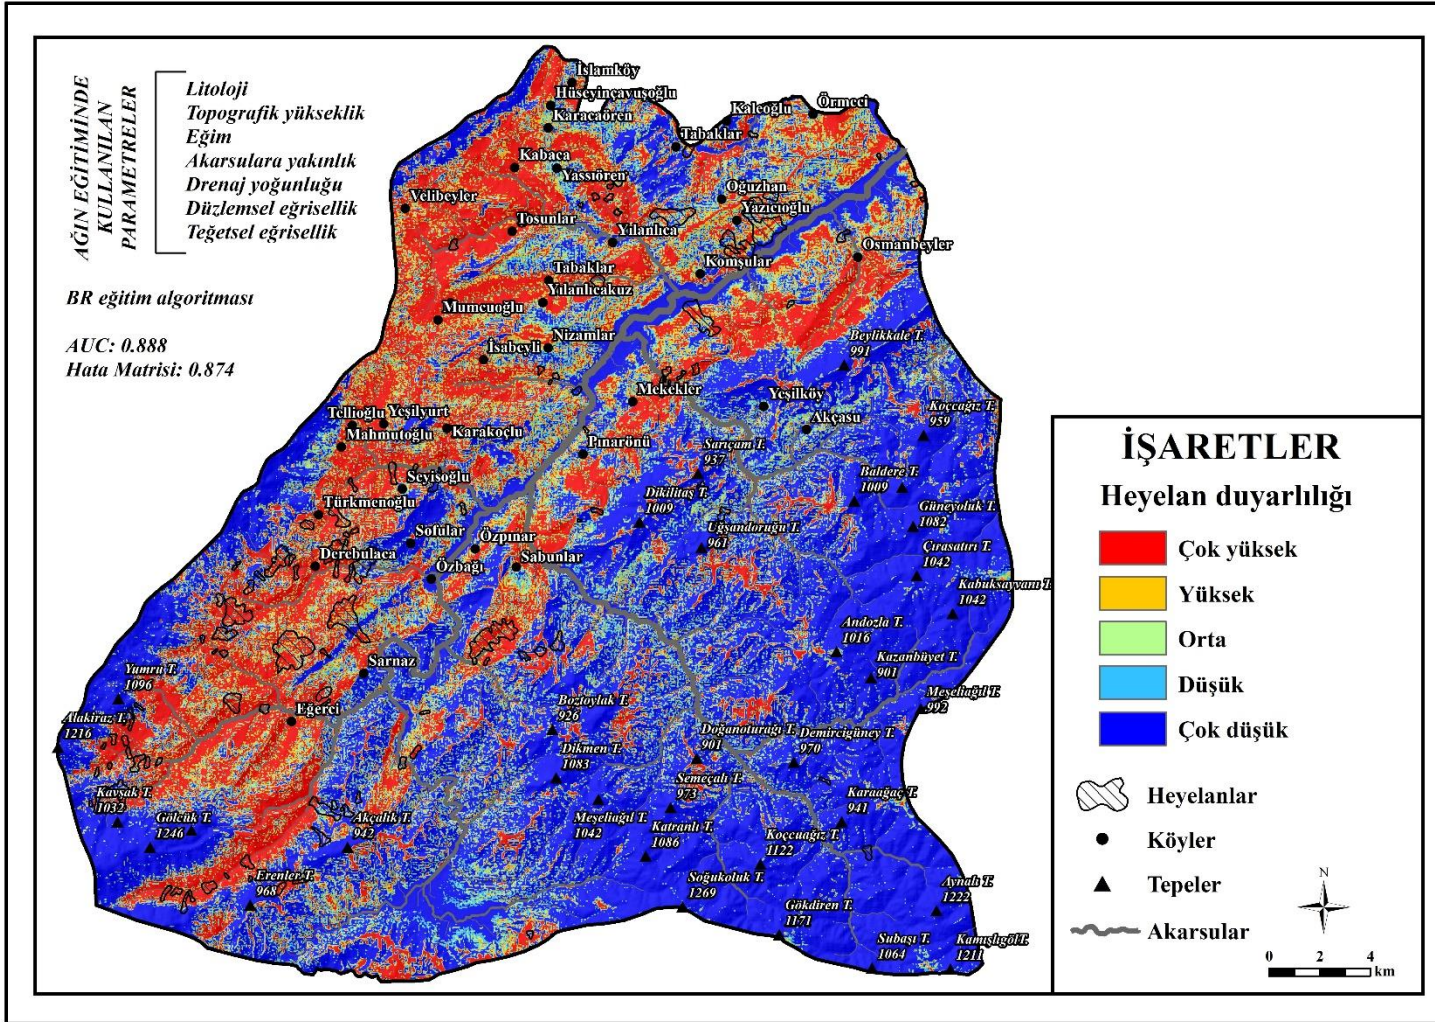 AĞIN EĞİTİMİNDE
KULLANILAN
PARAMETRELER
Litoloji
Topografik yükseklik
Eğim
Akarsulara yakınlık
Drenaj yoğunluğu
Düzlemsel eğrisellik
Teğetsel eğrisellik
BR eğitim algoritması
AUC: 0.888
Hata Matrisi: 0.874
İslamköy
Hüseyinçavuşoğlu
Karacaören
Kaleoğlu
Örmeci
Tabaklar
Kabaca
Yassıören
Velibeyler
Oğuzhan
Yazıcıoğlu
Tosunlar
Yılanlıca
Osmanbeyler
Komşular
Tabaklar
Yılanlıcakuz
Mumcuoğlu
Nizamlar
İsabeyli
Beylikkale T.
991
Mekekler
Yeşilköy
Akçasu
Koçcağız T.
959
Tellioğlu
Yeşilyurt
Mahmutoğlu
Karakoçlu
Pınarönü
Sarıçam T.
937
Seyisoğlu
Baldere T.
1009
Dikilitaş T.
1009
Türkmenoğlu
Güneyoluk T.
1082
Uğşandoruğu T.
961
Sofular
Özpınar
Derebulaca
Sabunlar
Özbağı
Çırasatırı T.
1042
Kabuksayvanı T.
1042
Andozla T.
1016
Sarnaz
Kazanbüyet T.
901
Yumru T.
1096
Meşeliağıl T.
992
Boztoylak T.
926
Eğerci
Alakiraz T.
1216
Doğanoturağı T.
901
Demircigüney T.
970
Dikmen T.
1083
Semeçalı T.
973
Kavşak T.
1032
Karaağaç T.
941
Gölcük T.
1246
Akçalık T.
942
Meşeliağıl T.
1042
Katranlı T.
1086
Koçcuağız T.
1122
Erenler T.
968
Soğukoluk T.
1269
Aynalı T.
1222
Gökdiren T.
1171
Subaşı T.
1064
Kamışlıgöl T.
1211
İŞARETLER
Heyelan duyarlılığı
Çok yüksek
Yüksek
Orta
Düşük
Çok düşük
Heyelanlar
Köyler
Tepeler
Akarsular
N
0 2 4
km